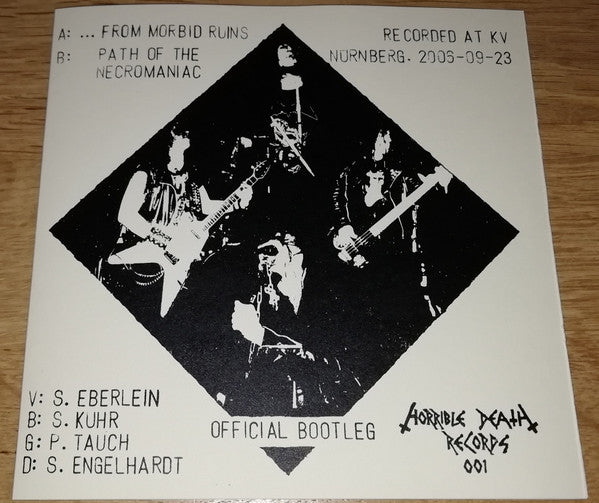 A: ... FROM MORBID RUINS
B: PATH OF THE
NECROMANIAC
RECORDED AT KV
NÜRNBERG. 2006-09-23
V: S. EBERLEIN
B: S. KUHR
G: P. TAUCH
D: S. ENGELHARDT
OFFICIAL BOOTLEG
HORRIBLE DEATH
RECORDS
001